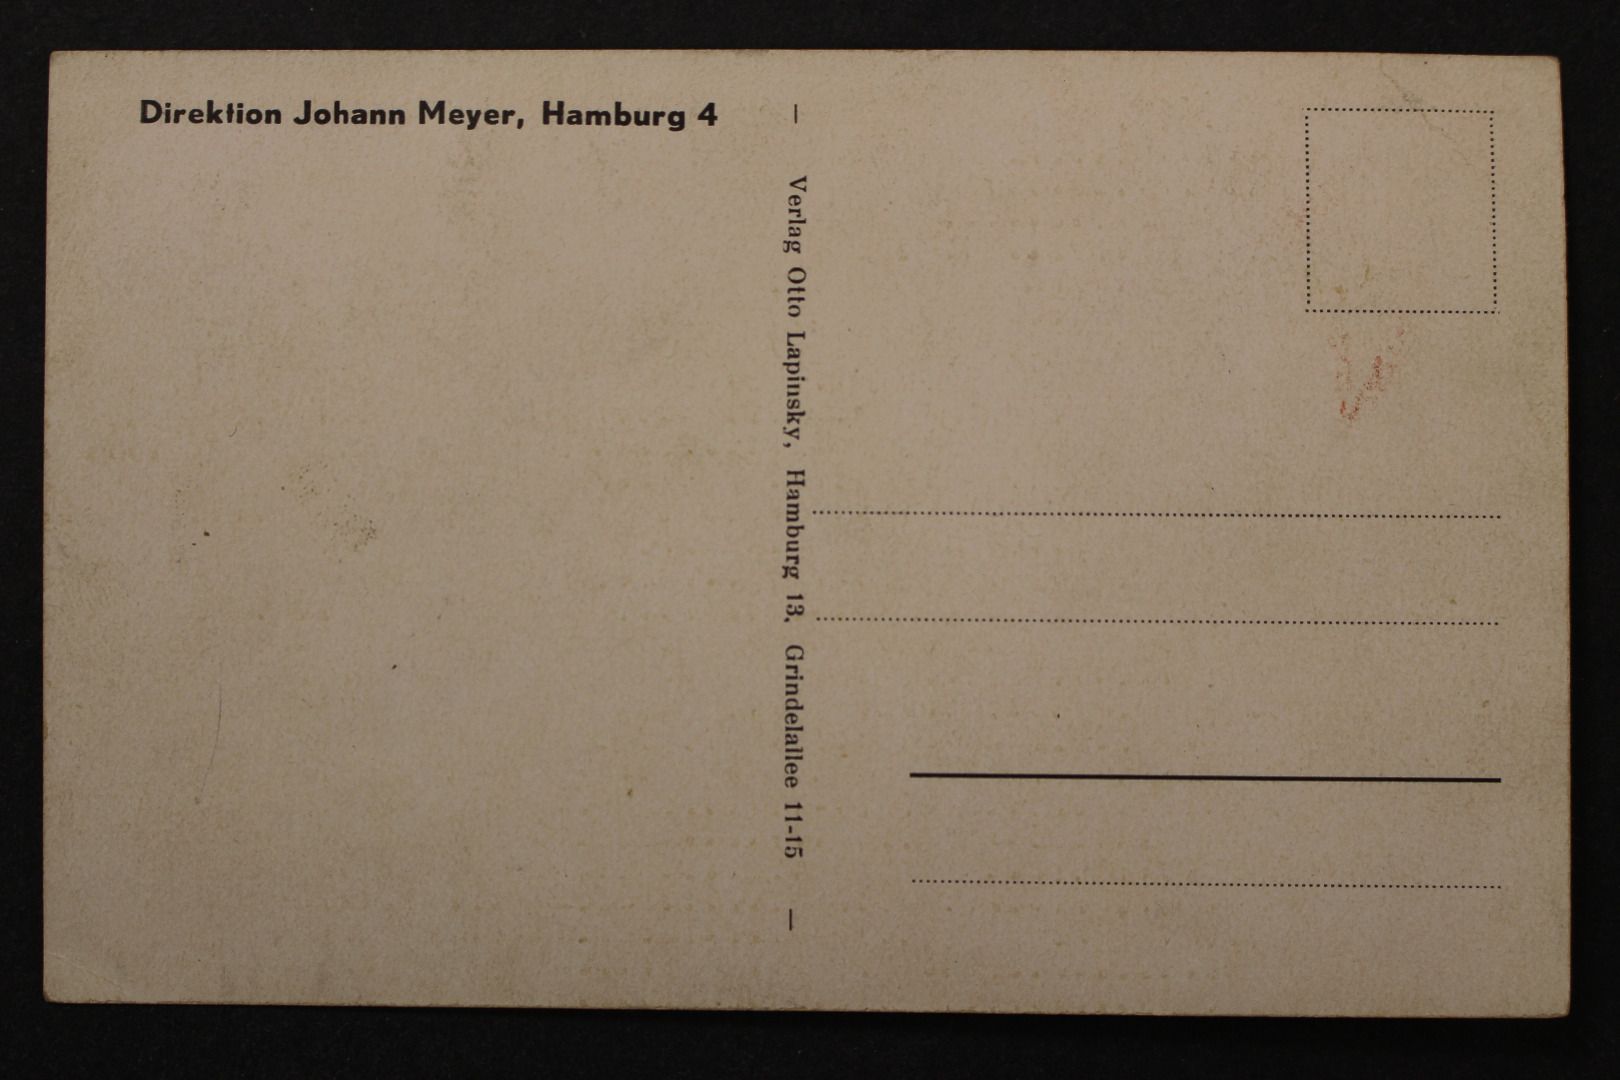 Direktion Johann Meyer, Hamburg 4
— Verlag Otto Lapinsky, Hamburg 13, Grindelallee 11-15 —